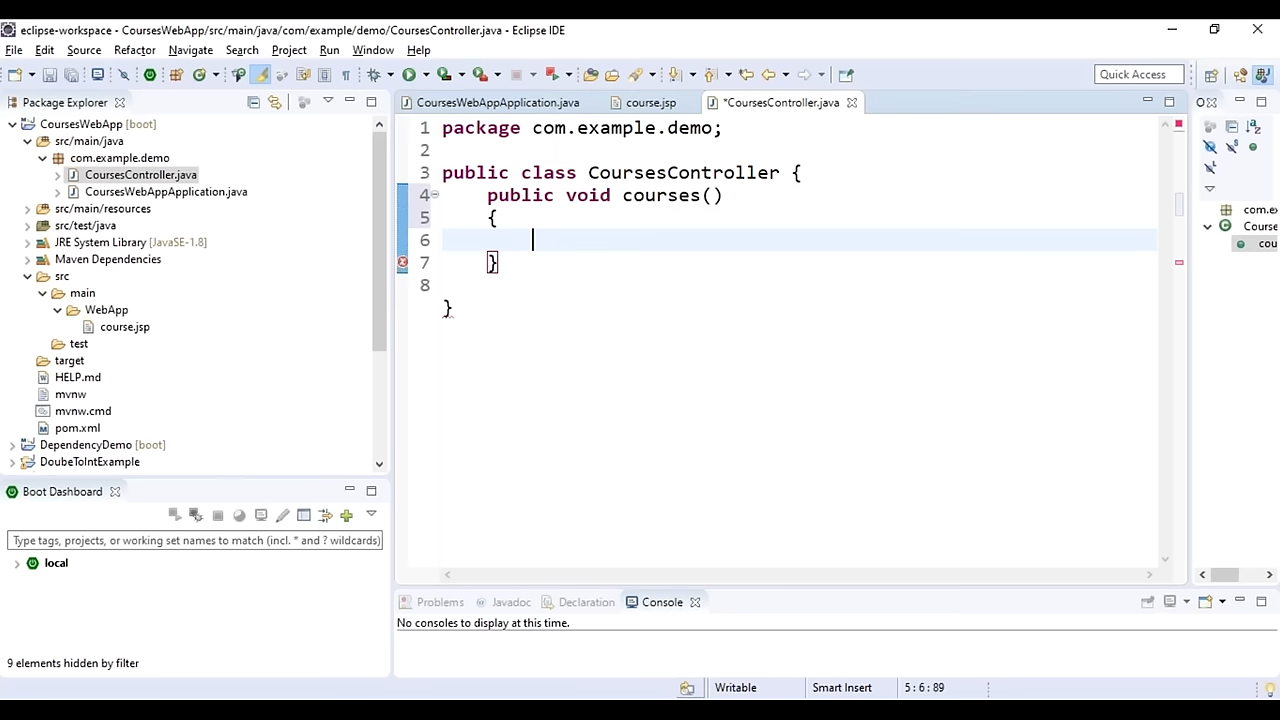 eclipse-workspace - CoursesWebApp/src/main/java/com/example/demo/CoursesController.java - Eclipse IDE
File Edit Source Refactor Navigate Search Project Run Window Help
Quick Access
Package Explorer
CoursesWebApp [boot]
src/main/java
com.example.demo
CoursesController.java
CoursesWebAppApplication.java
src/main/resources
src/test/java
JRE System Library [JavaSE-1.8]
Maven Dependencies
src
main
WebApp
course.jsp
test
target
HELP.md
mvnw
mvnw.cmd
pom.xml
DependencyDemo [boot]
DoubeToIntExample
Boot Dashboard
Type tags, projects, or working set names to match (incl. * and ? wildcards)
local
9 elements hidden by filter
CoursesWebAppApplication.java course.jsp *CoursesController.java
1 package com.example.demo;
2
3 public class CoursesController {
4 public void courses()
5 {
6
7 }
8
}
O
com.e
Course
cou
Problems @ Javadoc Declaration Console
No consoles to display at this time.
Writable Smart Insert 5:6:89